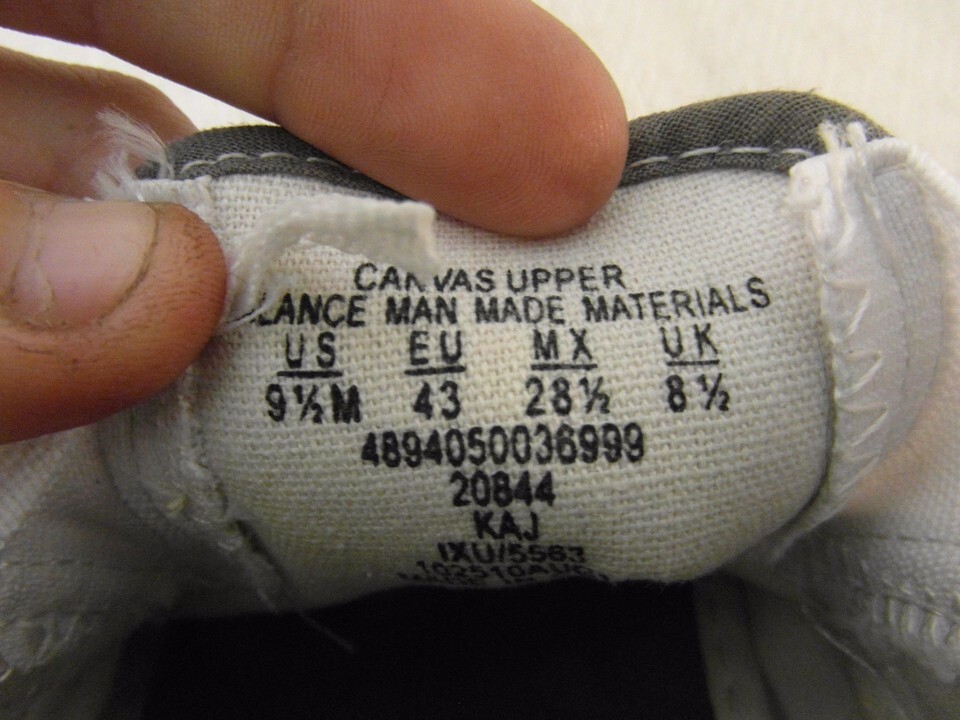 CANVAS UPPER
LANCE MAN MADE MATERIALS
US EU MX UK
9½M 43 28½ 8½
4894050036999
20844
KAJ
IXU/5563